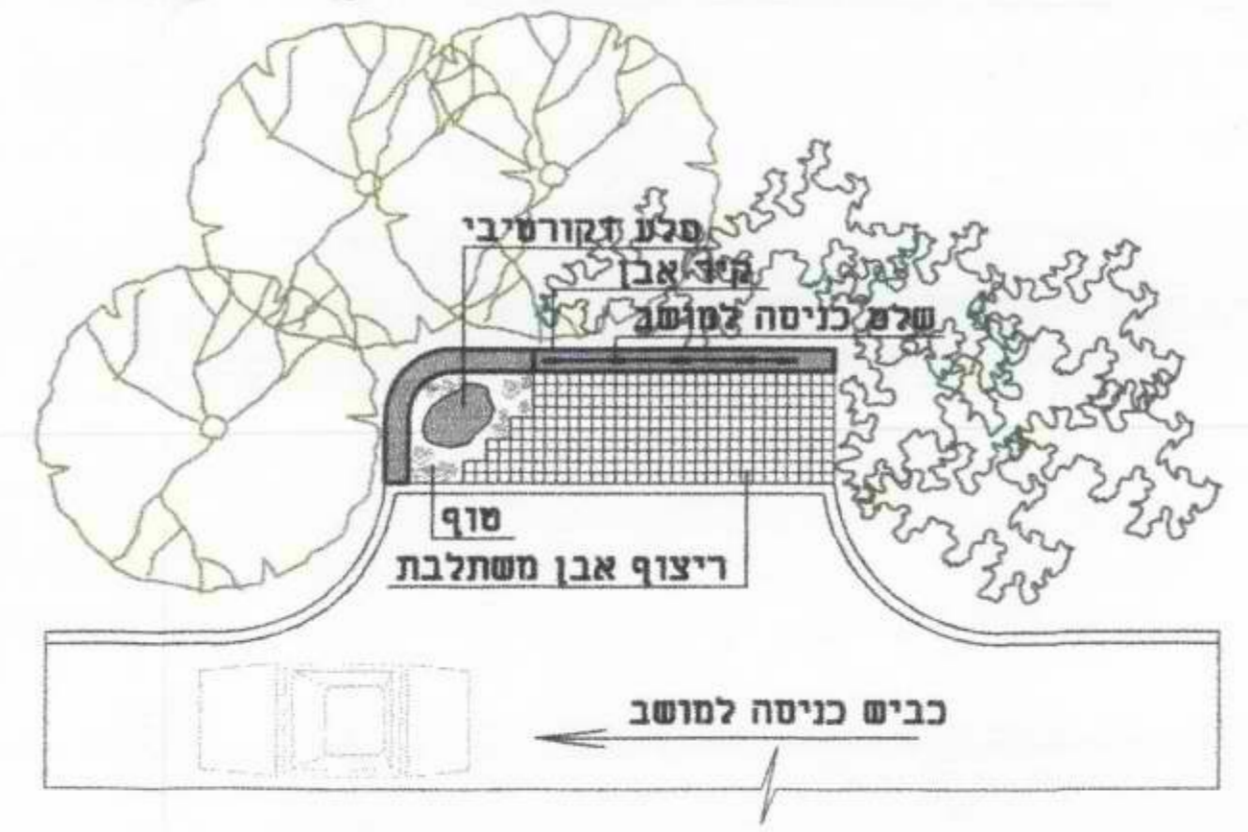 סלע דקורטיבי
קיר אבן
שלט כניסה למושב
טוף
ריצוף אבן משתלבת
כביש כניסה למושב